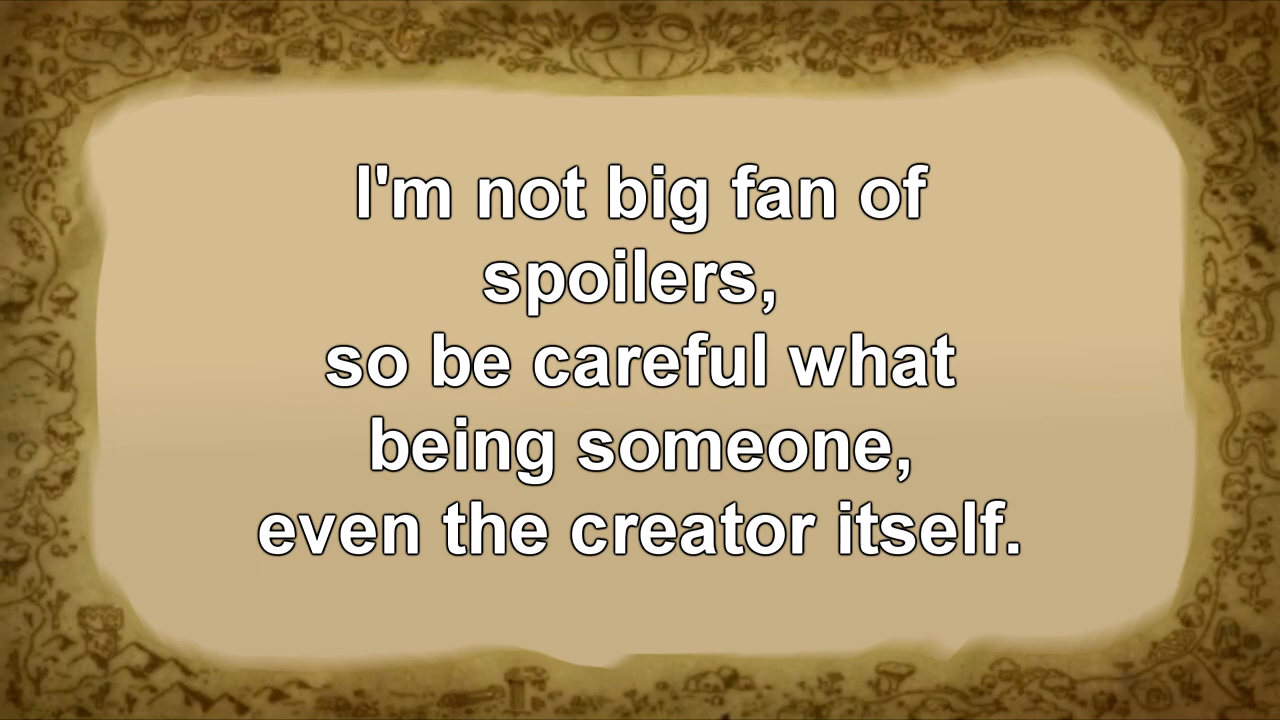 I'm not big fan of
spoilers,
so be careful what
being someone,
even the creator itself.